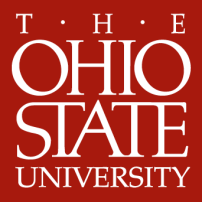 T · H · E
OHIO
STATE
UNIVERSITY